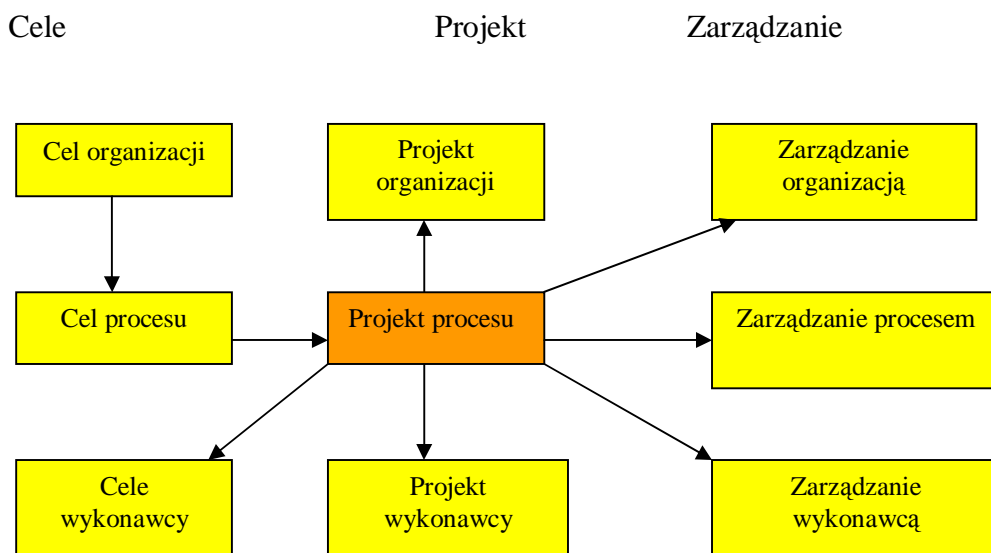 Cele Projekt Zarządzanie
Cel organizacji
Projekt
organizacji
Zarządzanie
organizacją
Cel procesu
Projekt procesu
Zarządzanie procesem
Cele
wykonawcy
Projekt
wykonawcy
Zarządzanie
wykonawcą